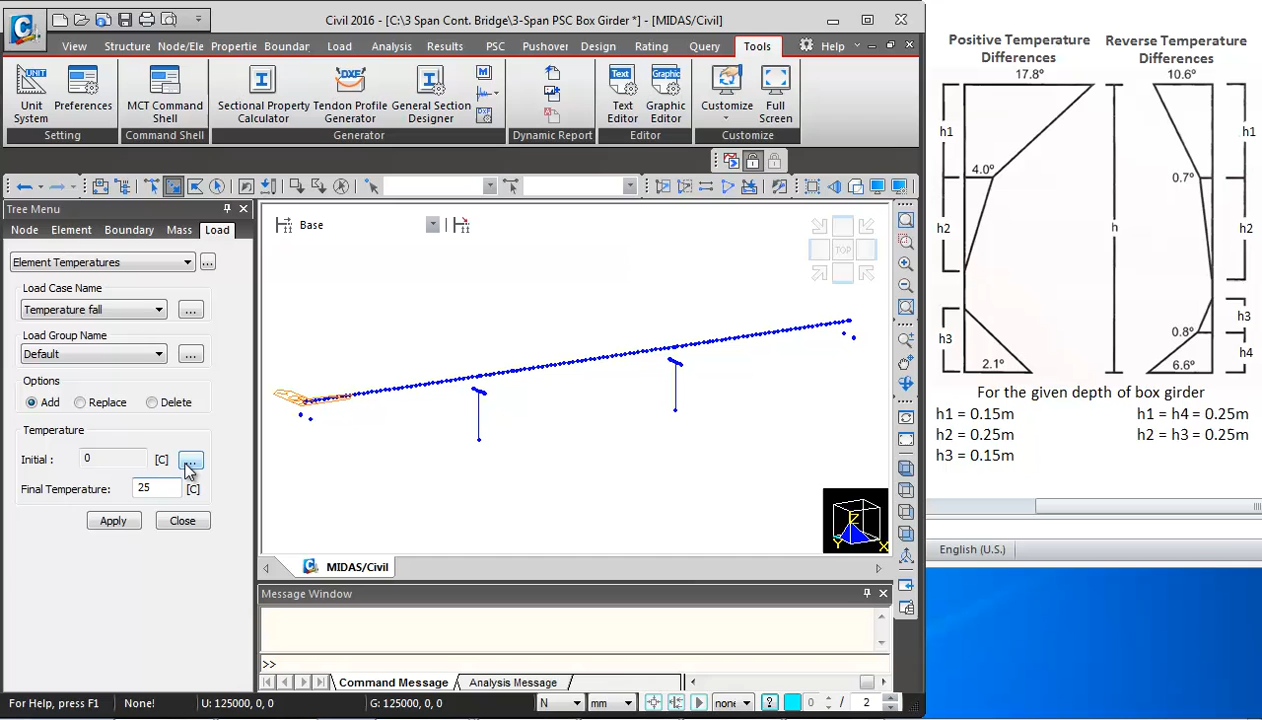 Civil 2016 - [C:\3 Span Cont. Bridge\3-Span PSC Box Girder *] - [MIDAS/Civil]
View Structure Node/Ele Propertie Boundar Load Analysis Results PSC Pushover Design Rating Query Tools Help
Unit System
Preferences
MCT Command Shell
Sectional Property Calculator
Tendon Profile Generator
General Section Designer
Text Editor
Graphic Editor
Customize
Full Screen
Setting Command Shell Generator Dynamic Report Editor Customize
Tree Menu
Node Element Boundary Mass Load
Element Temperatures
Load Case Name
Temperature fall
Load Group Name
Default
Options
Add Replace Delete
Temperature
Initial : 0 [C]
Final Temperature: 25 [C]
Apply Close
Base
TOP
Z
Y X
MIDAS/Civil
Message Window
>>
Command Message Analysis Message
For Help, press F1 None! U: 125000, 0, 0 G: 125000, 0, 0 N mm none 0 / 2
Positive Temperature
Differences
17.8º
h1
4.0º
h2
h3
2.1º
h
Reverse Temperature
Differences
10.6º
h1
0.7º
h2
h3
0.8º
h4
6.6º
For the given depth of box girder
h1 = 0.15m h1 = h4 = 0.25m
h2 = 0.25m h2 = h3 = 0.25m
h3 = 0.15m
English (U.S.)